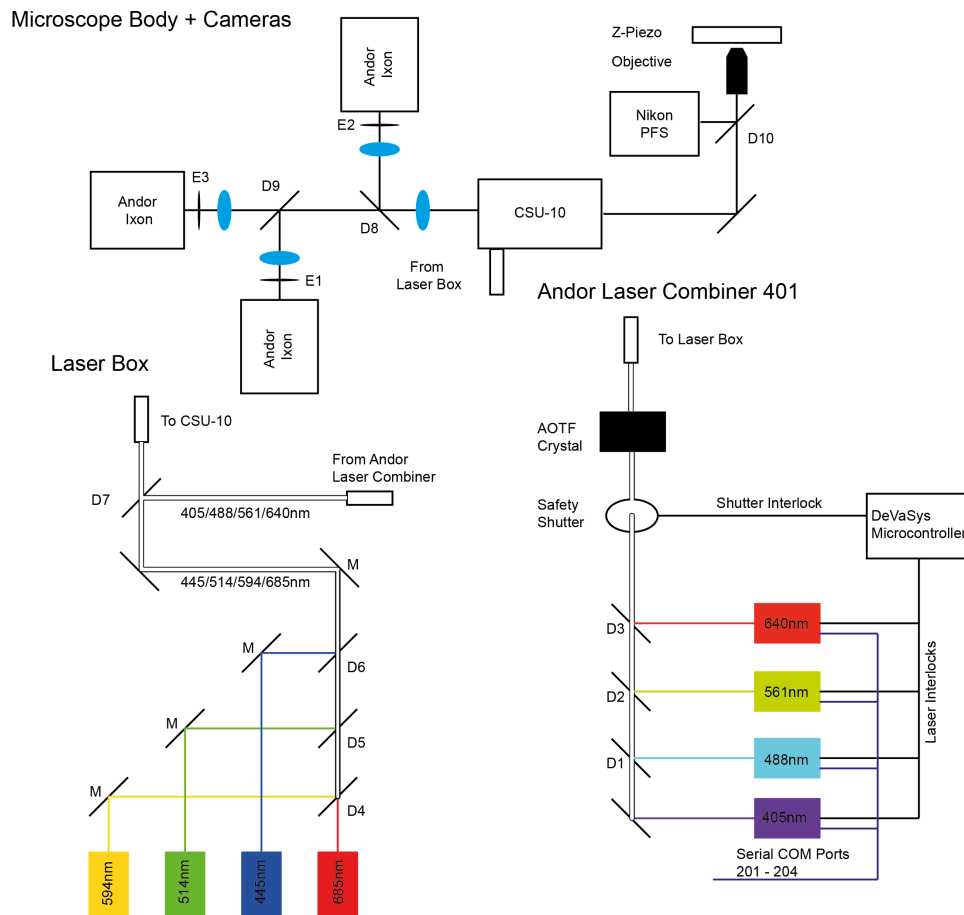 Microscope Body + Cameras
Andor
Ixon
E2
Z-Piezo
Objective
Nikon
PFS
D10
E3
D9
Andor
Ixon
D8
CSU-10
E1
From
Laser Box
Andor
Ixon
Laser Box
To CSU-10
From Andor
Laser Combiner
D7
405/488/561/640nm
M
445/514/594/685nm
M
D6
M
D5
M
D4
594nm
514nm
445nm
685nm
Andor Laser Combiner 401
To Laser Box
AOTF
Crystal
Safety
Shutter
Shutter Interlock
DeVaSys
Microcontroller
D3
640nm
D2
561nm
Laser Interlocks
D1
488nm
405nm
Serial COM Ports
201 - 204